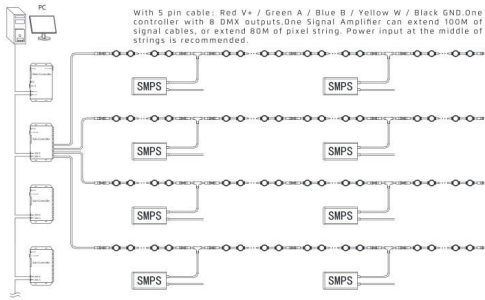 PC
With 5 pin cable: Red V+ / Green A / Blue B / Yellow W / Black GND.One
controller with 8 DMX outputs,One Signal Amplifier can extend 100M of
signal cables, or extend 80M of pixel string. Power input at the middle of
strings is recommended.
SMPS
SMPS
SMPS
SMPS
SMPS
SMPS
SMPS
SMPS